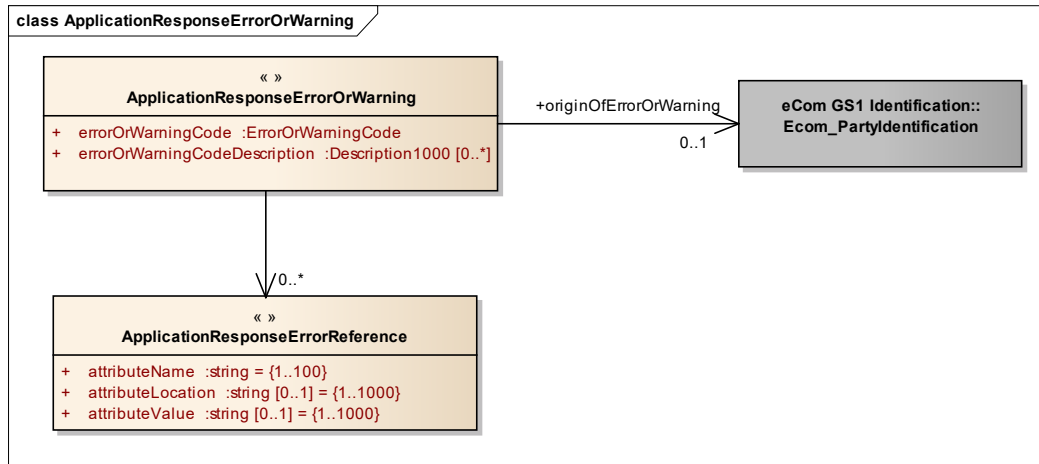 class ApplicationResponseErrorOrWarning
« »
ApplicationResponseErrorOrWarning
+ errorOrWarningCode :ErrorOrWarningCode
+ errorOrWarningCodeDescription :Description1000 [0..*]
+originOfErrorOrWarning
0..1
eCom GS1 Identification::
Ecom_PartyIdentification
0..*
« »
ApplicationResponseErrorReference
+ attributeName :string = {1..100}
+ attributeLocation :string [0..1] = {1..1000}
+ attributeValue :string [0..1] = {1..1000}